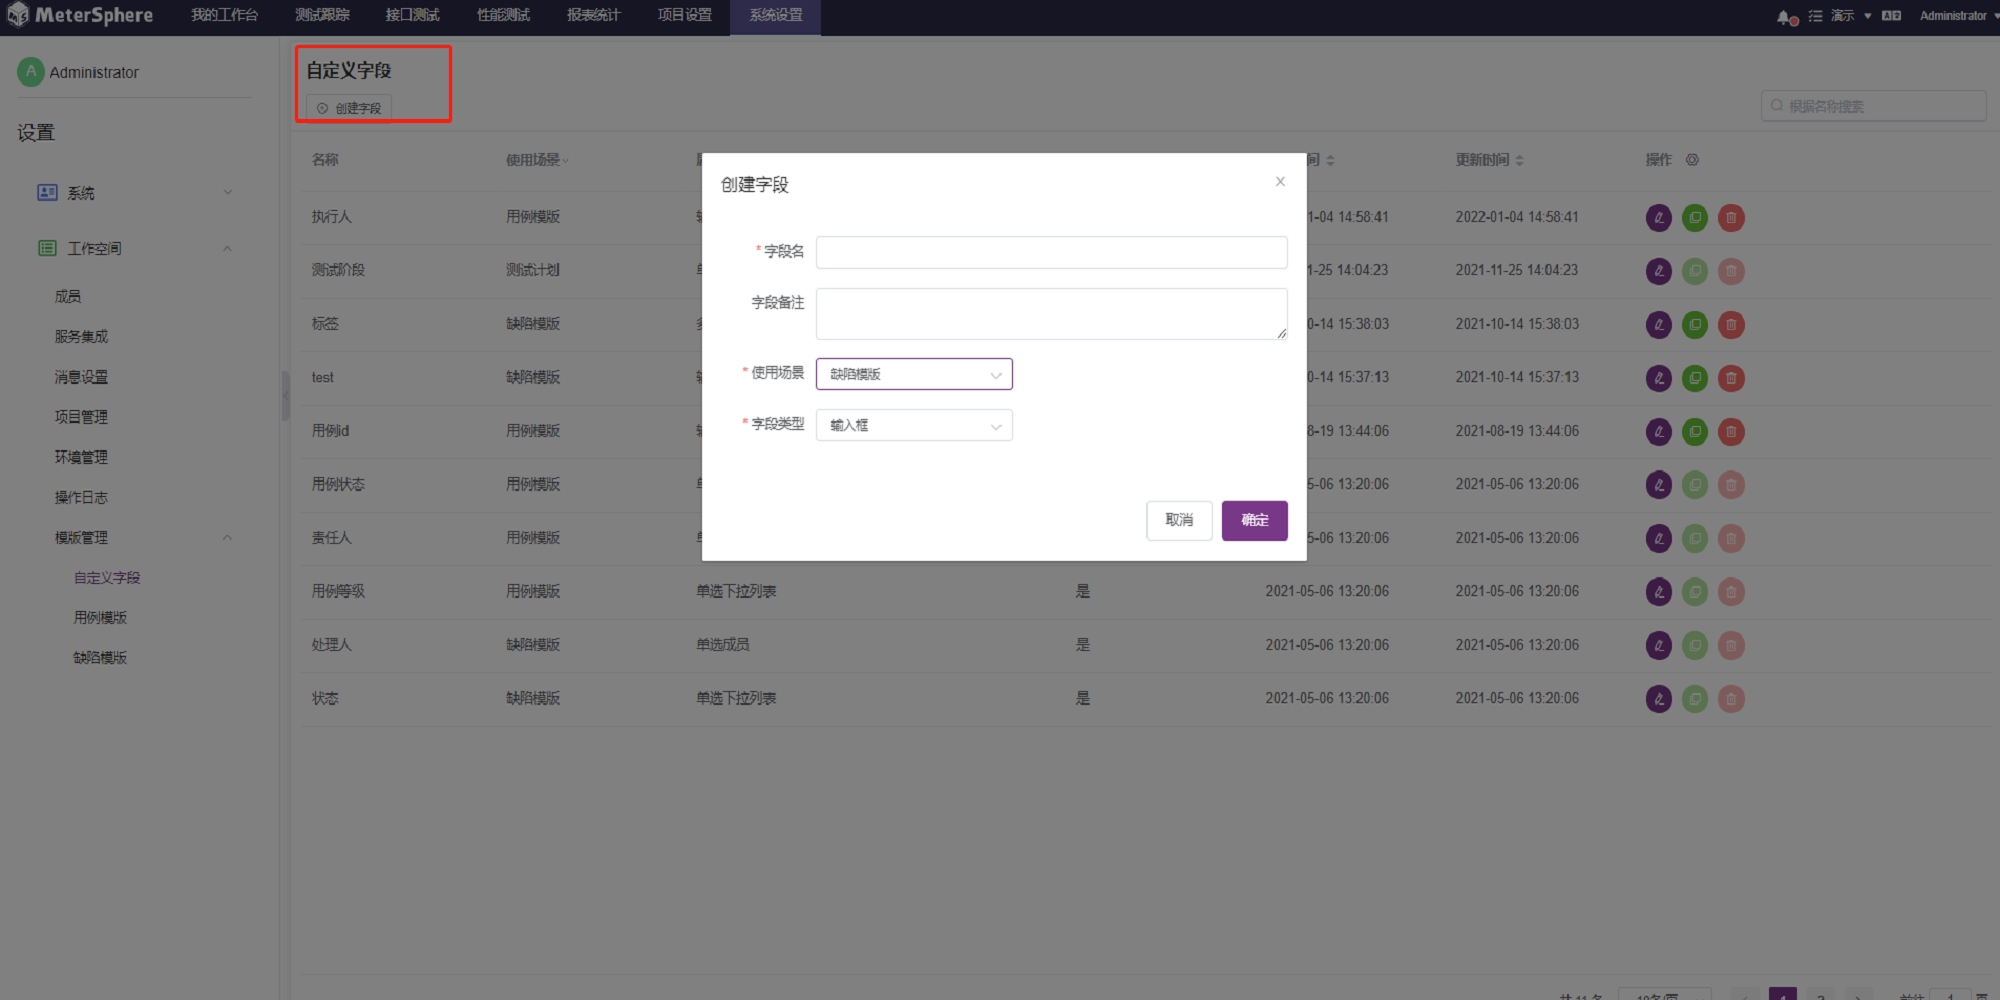 MeterSphere 我的工作台 测试跟踪 接口测试 性能测试 报表统计 项目设置 系统设置 演示 Administrator
A Administrator
设置
系统
工作空间
成员
服务集成
消息设置
项目管理
环境管理
操作日志
模版管理
自定义字段
用例模版
缺陷模版
自定义字段
创建字段
根据名称搜索
名称 使用场景 间 更新时间 操作
执行人 用例模版 1-04 14:58:41 2022-01-04 14:58:41
测试阶段 测试计划 1-25 14:04:23 2021-11-25 14:04:23
标签 缺陷模版 0-14 15:38:03 2021-10-14 15:38:03
test 缺陷模版 0-14 15:37:13 2021-10-14 15:37:13
用例id 用例模版 8-19 13:44:06 2021-08-19 13:44:06
用例状态 用例模版 5-06 13:20:06 2021-05-06 13:20:06
责任人 用例模版 5-06 13:20:06 2021-05-06 13:20:06
用例等级 用例模版 单选下拉列表 是 2021-05-06 13:20:06 2021-05-06 13:20:06
处理人 缺陷模版 单选成员 是 2021-05-06 13:20:06 2021-05-06 13:20:06
状态 缺陷模版 单选下拉列表 是 2021-05-06 13:20:06 2021-05-06 13:20:06
创建字段
* 字段名
字段备注
* 使用场景 缺陷模版
* 字段类型 输入框
取消 确定
共 11 条 10条/页 1 2 前往 1 页